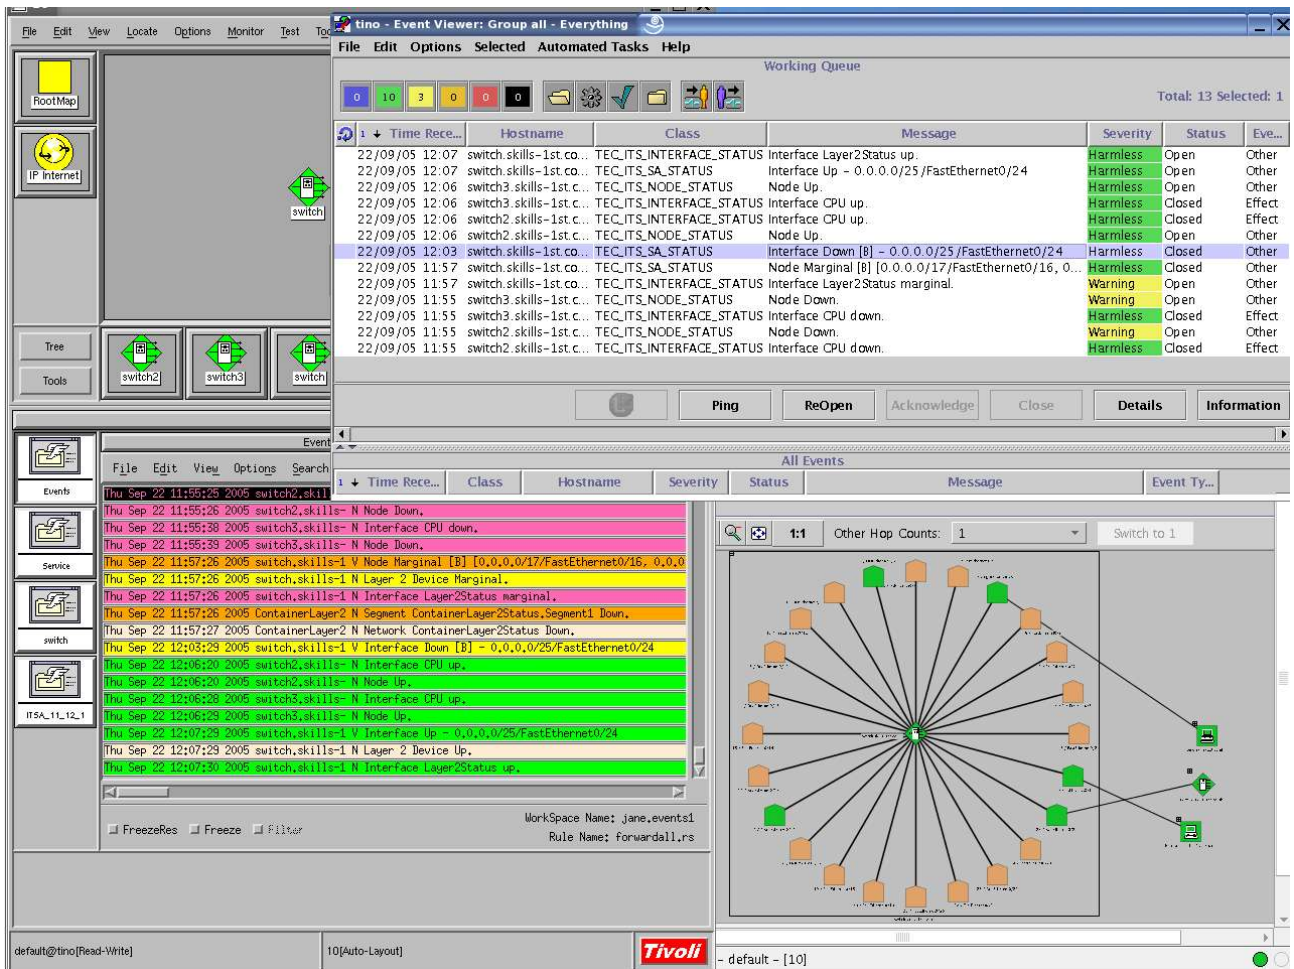 File Edit View Locate Options Monitor Test
RootMap
IP Internet
switch
Tree
Tools
switch2
switch3
switch
tino - Event Viewer: Group all - Everything
File Edit Options Selected Automated Tasks Help
Working Queue
0 10 3 0 0 0
Total: 13 Selected: 1
1 Time Rece... Hostname Class Message Severity Status Eve...
22/09/05 12:07 switch.skills-1st.co... TEC_ITS_INTERFACE_STATUS Interface Layer2Status up. Harmless Open Other
22/09/05 12:07 switch.skills-1st.co... TEC_ITS_SA_STATUS Interface Up - 0.0.0.0/25/FastEthernet0/24 Harmless Open Other
22/09/05 12:06 switch3.skills-1st.c... TEC_ITS_NODE_STATUS Node Up. Harmless Open Other
22/09/05 12:06 switch3.skills-1st.c... TEC_ITS_INTERFACE_STATUS Interface CPU up. Harmless Closed Effect
22/09/05 12:06 switch2.skills-1st.c... TEC_ITS_INTERFACE_STATUS Interface CPU up. Harmless Closed Effect
22/09/05 12:06 switch2.skills-1st.c... TEC_ITS_NODE_STATUS Node Up. Harmless Open Other
22/09/05 12:03 switch.skills-1st.co... TEC_ITS_SA_STATUS Interface Down [B] - 0.0.0.0/25/FastEthernet0/24 Harmless Closed Other
22/09/05 11:57 switch.skills-1st.co... TEC_ITS_SA_STATUS Node Marginal [B] [0.0.0.0/17/FastEthernet0/16, 0... Harmless Closed Other
22/09/05 11:57 switch.skills-1st.co... TEC_ITS_INTERFACE_STATUS Interface Layer2Status marginal. Warning Open Other
22/09/05 11:55 switch3.skills-1st.c... TEC_ITS_NODE_STATUS Node Down. Warning Open Other
22/09/05 11:55 switch3.skills-1st.c... TEC_ITS_INTERFACE_STATUS Interface CPU down. Harmless Closed Effect
22/09/05 11:55 switch2.skills-1st.c... TEC_ITS_NODE_STATUS Node Down. Warning Open Other
22/09/05 11:55 switch2.skills-1st.c... TEC_ITS_INTERFACE_STATUS Interface CPU down. Harmless Closed Effect
Ping ReOpen Acknowledge Close Details Information
All Events
1 Time Rece... Class Hostname Severity Status Message Event Ty...
Events
Service
switch
ITSA_11_12_1
Event
File Edit View Options Search
Thu Sep 22 11:55:25 2005 switch2.skil
Thu Sep 22 11:55:26 2005 switch2.skills- N Node Down.
Thu Sep 22 11:55:38 2005 switch3.skills- N Interface CPU down.
Thu Sep 22 11:55:39 2005 switch3.skills- N Node Down.
Thu Sep 22 11:57:26 2005 switch.skills-1 V Node Marginal [B] [0.0.0.0/17/FastEthernet0/16, 0.0.0
Thu Sep 22 11:57:26 2005 switch.skills-1 N Layer 2 Device Marginal.
Thu Sep 22 11:57:26 2005 switch.skills-1 N Interface Layer2Status marginal.
Thu Sep 22 11:57:26 2005 ContainerLayer2 N Segment ContainerLayer2Status.Segment1 Down.
Thu Sep 22 11:57:27 2005 ContainerLayer2 N Network ContainerLayer2Status Down.
Thu Sep 22 12:03:29 2005 switch.skills-1 V Interface Down [B] - 0.0.0.0/25/FastEthernet0/24
Thu Sep 22 12:06:20 2005 switch2.skills- N Interface CPU up.
Thu Sep 22 12:06:20 2005 switch2.skills- N Node Up.
Thu Sep 22 12:06:28 2005 switch3.skills- N Interface CPU up.
Thu Sep 22 12:06:29 2005 switch3.skills- N Node Up.
Thu Sep 22 12:07:29 2005 switch.skills-1 V Interface Up - 0.0.0.0/25/FastEthernet0/24
Thu Sep 22 12:07:29 2005 switch.skills-1 N Layer 2 Device Up.
Thu Sep 22 12:07:30 2005 switch.skills-1 N Interface Layer2Status up.
FreezeRes Freeze Filter
WorkSpace Name: jane.events1
Rule Name: forwardall.rs
1:1 Other Hop Counts: 1 Switch to 1
default@tino[Read-Write]
10[Auto-Layout]
Tivoli
- default - [10]